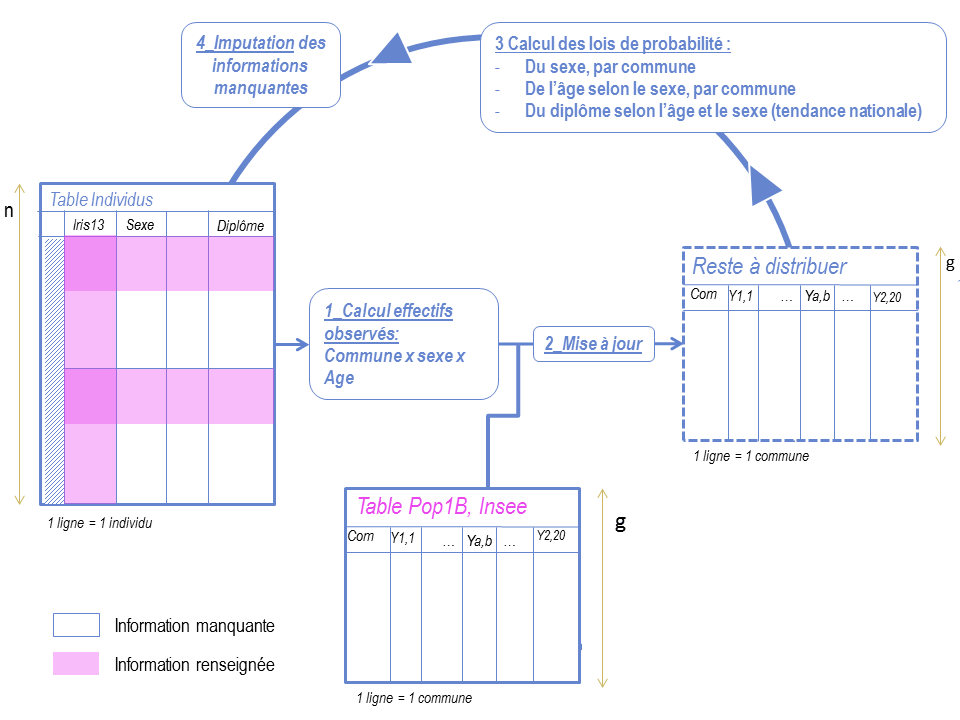 4_Imputation des
informations
manquantes
3 Calcul des lois de probabilité :
- Du sexe, par commune
- De l'âge selon le sexe, par commune
- Du diplôme selon l'âge et le sexe (tendance nationale)
n
Table Individus
Iris13 Sexe Diplôme
1 ligne = 1 individu
1_Calcul effectifs
observés:
Commune x sexe x
Age
2_Mise à jour
Reste à distribuer
Com Y1,1 ... Ya,b ... Y2,20
1 ligne = 1 commune
g
Table Pop1B, Insee
Com Y1,1 ... Ya,b ... Y2,20
1 ligne = 1 commune
g
Information manquante
Information renseignée